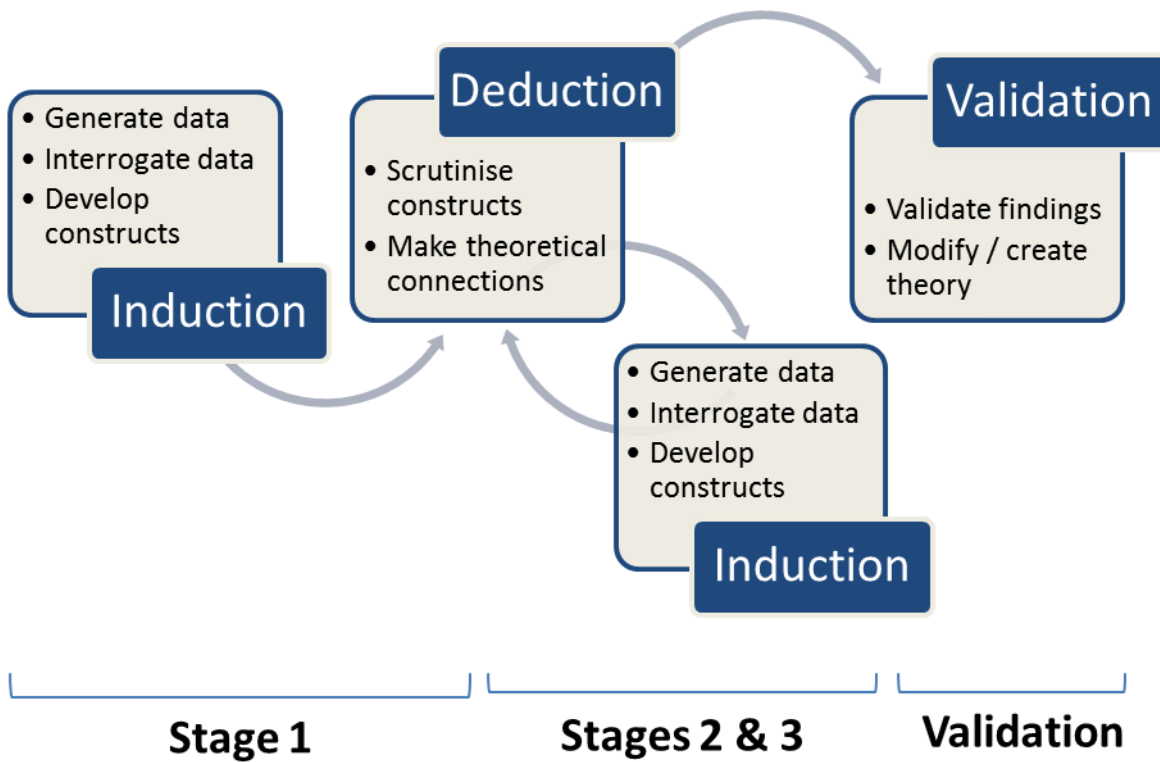 • Generate data
• Interrogate data
• Develop
constructs
Induction
Deduction
• Scrutinise
constructs
• Make theoretical
connections
• Generate data
• Interrogate data
• Develop
constructs
Induction
Validation
• Validate findings
• Modify / create
theory
Stage 1
Stages 2 & 3
Validation